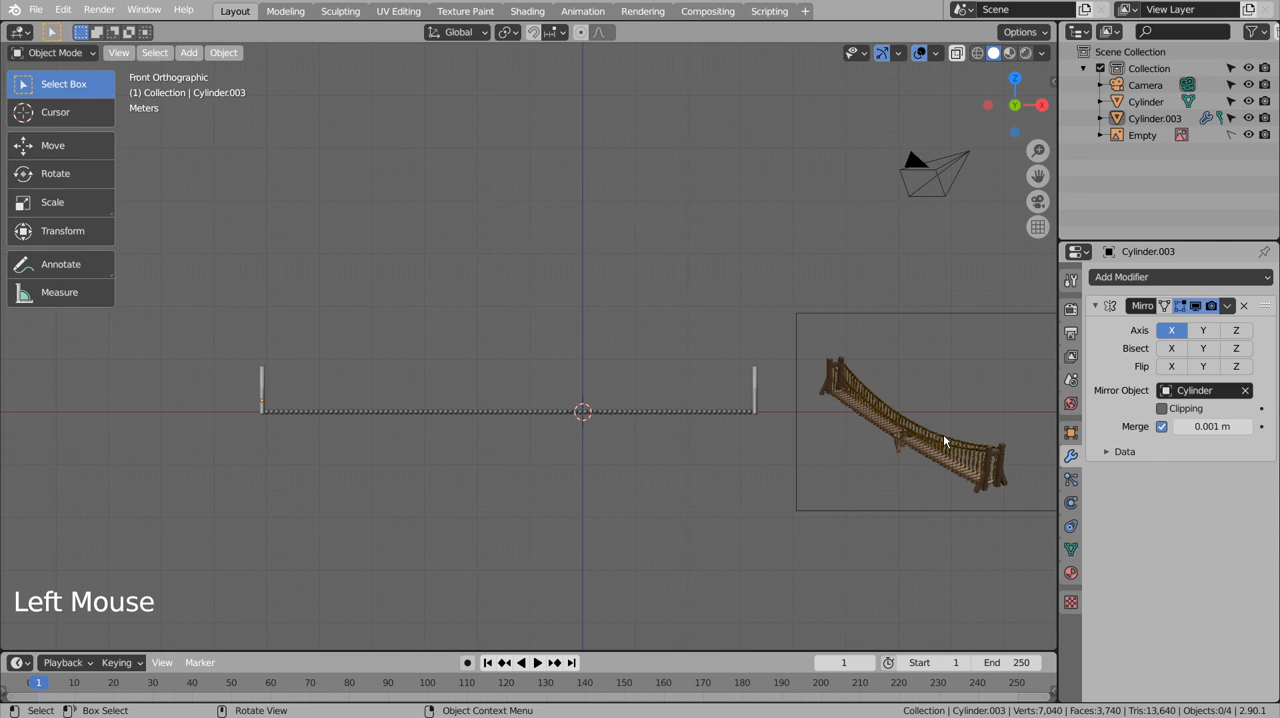 File Edit Render Window Help Layout Modeling Sculpting UV Editing Texture Paint Shading Animation Rendering Compositing Scripting + Scene View Layer
Global Options
Object Mode View Select Add Object
Scene Collection
Collection
Camera
Cylinder
Cylinder.003
Empty
Select Box
Cursor
Move
Rotate
Scale
Transform
Annotate
Measure
Front Orthographic
(1) Collection | Cylinder.003
Meters
Z
Y
X
Cylinder.003
Add Modifier
Mirro
Axis X Y Z
Bisect X Y Z
Flip X Y Z
Mirror Object Cylinder
Clipping
Merge 0.001 m
Data
Left Mouse
Playback Keying View Marker 1 Start 1 End 250
1 10 20 30 40 50 60 70 80 90 100 110 120 130 140 150 160 170 180 190 200 210 220 230 240 250
Select Box Select Rotate View Object Context Menu Collection | Cylinder.003 | Verts:7,040 | Faces:3,740 | Tris:13,640 | Objects:0/4 | 2.90.1